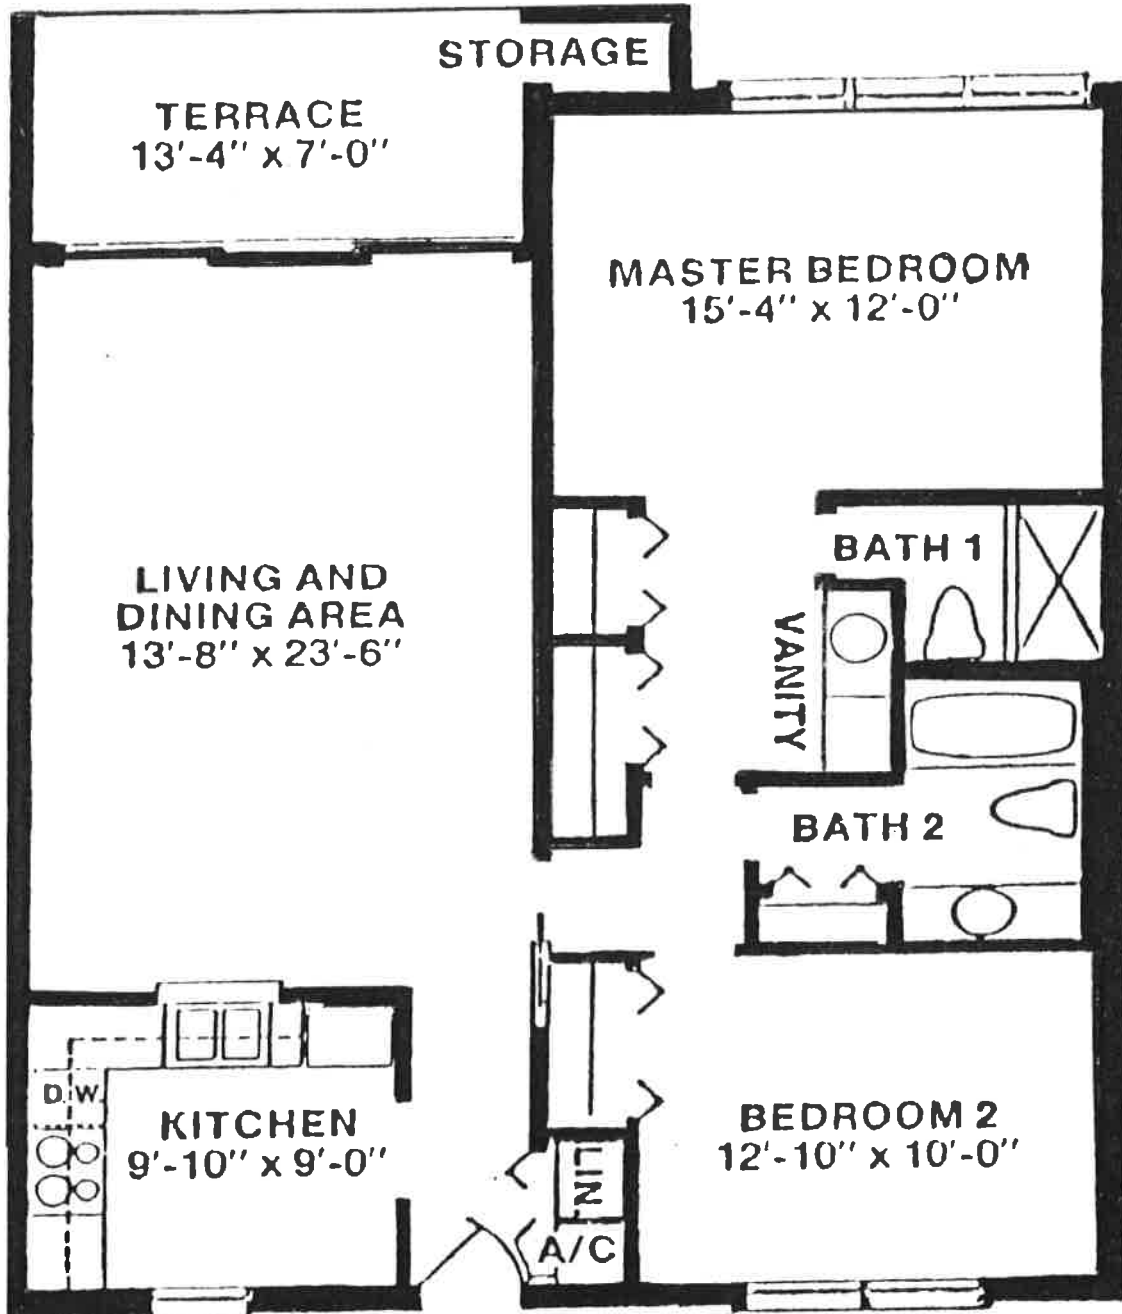 STORAGE
TERRACE
13'-4" x 7'-0"
MASTER BEDROOM
15'-4" x 12'-0"
BATH 1
LIVING AND
DINING AREA
13'-8" x 23'-6"
VANITY
BATH 2
D.W.
KITCHEN
9'-10" x 9'-0"
BEDROOM 2
12'-10" x 10'-0"
LIN
A/C